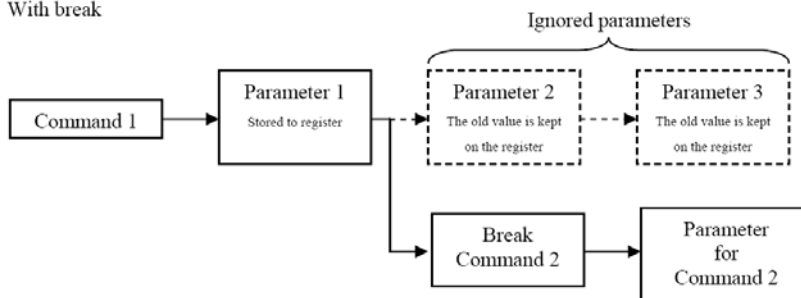 With break
Ignored parameters
Command 1
Parameter 1
Stored to register
Parameter 2
The old value is kept
on the register
Parameter 3
The old value is kept
on the register
Break
Command 2
Parameter
for
Command 2